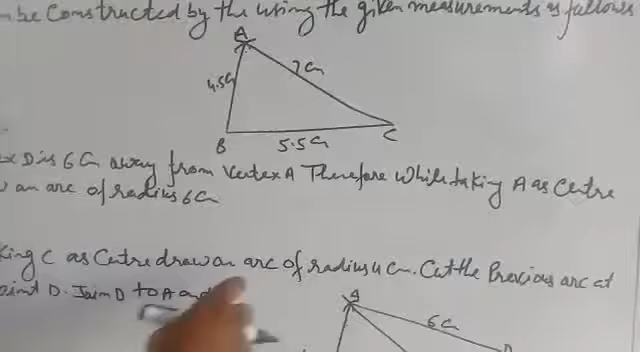 be Constructed by the using the given measurements as follows
A
4.5cm
7cm
B
5.5cm
C
D is 6cm away from Vertex A Therefore While taking A as Centre
an arc of radius 6cm
King C as Centre draw an arc of radius 4cm. Cut the Previous arc at
Point D. Join D to A and
A
6cm
D